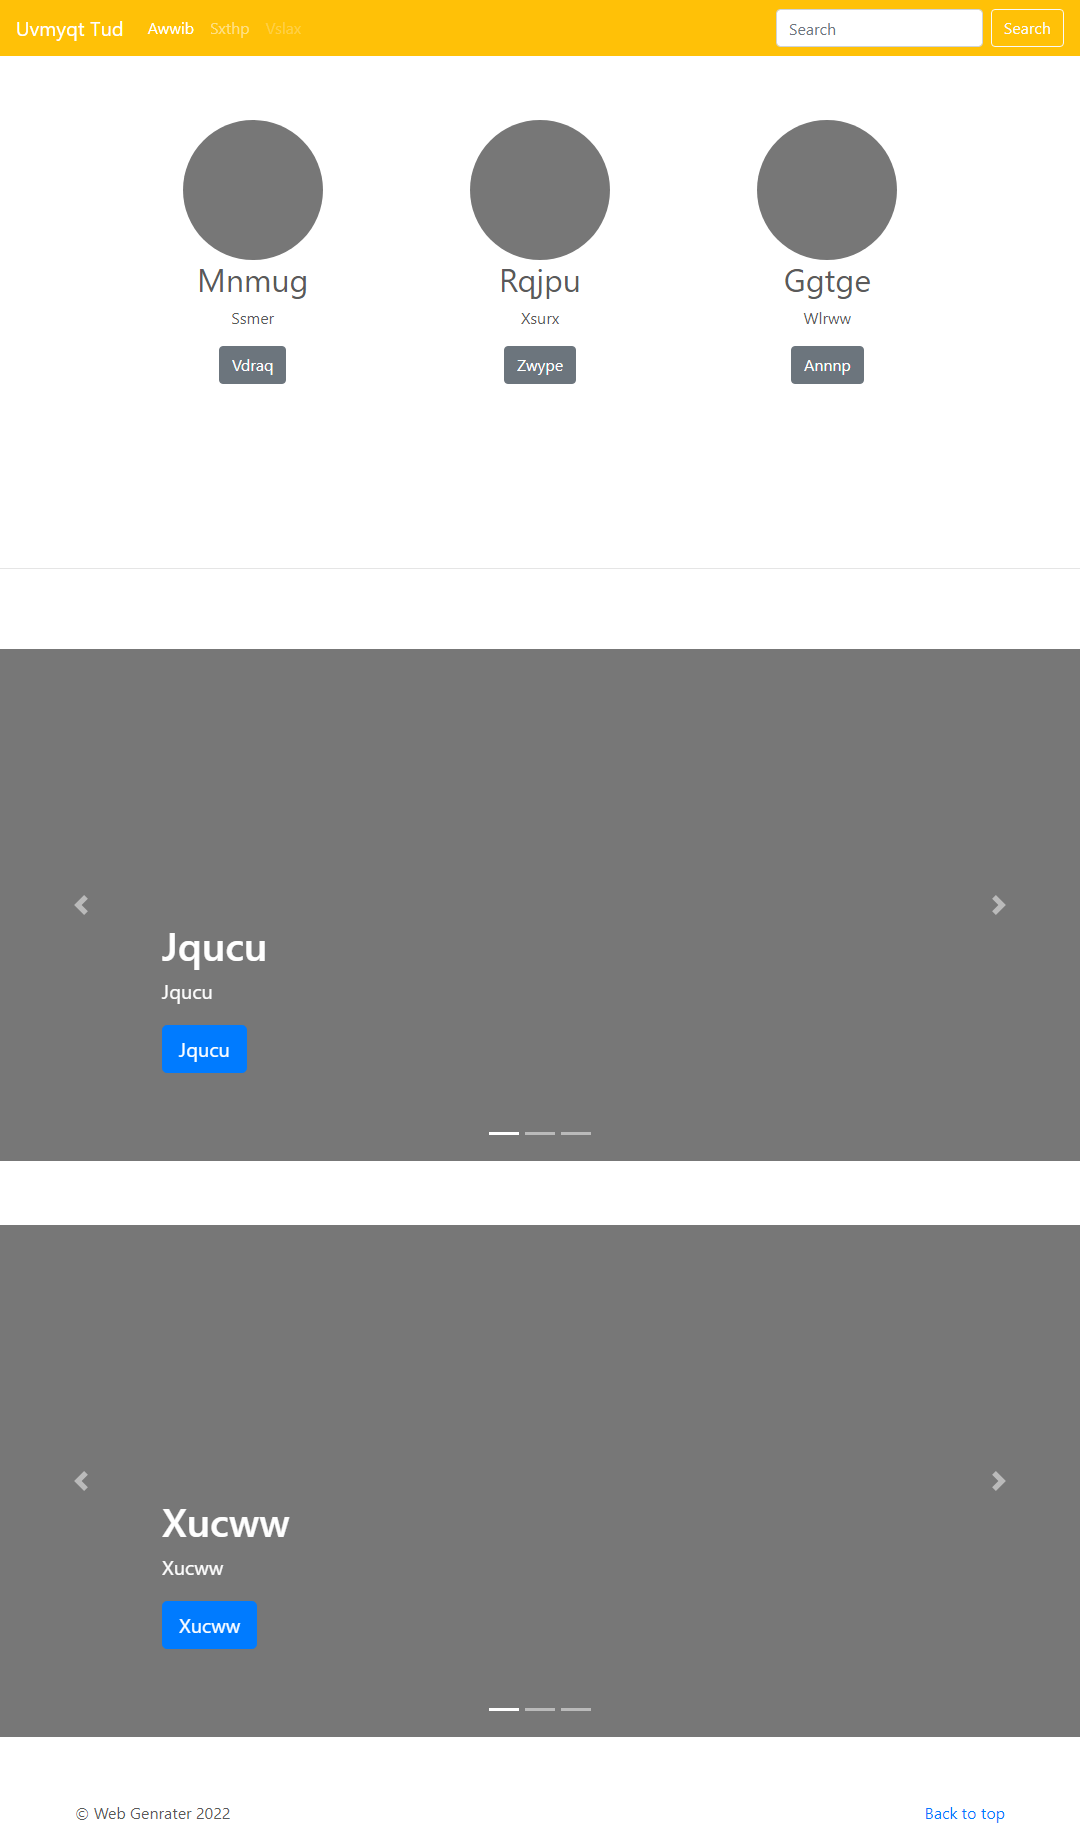 Uvmyqt Tud Awwib Sxthp Vslax Search Search
Mnmug Rqjpu Ggtge
Ssmer Xsurx Wlrww
Vdraq Zwype Annnp
Jqucu
Jqucu
Jqucu
Xucww
Xucww
Xucww
© Web Genrater 2022 Back to top